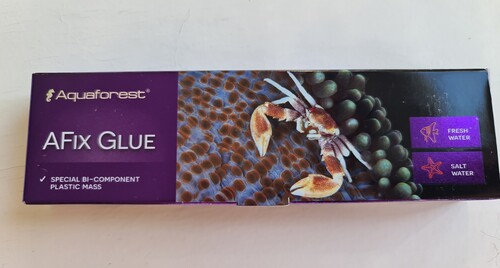 Aquaforest®
AFIX GLUE
✓ SPECIAL BI-COMPONENT
PLASTIC MASS
FRESH
WATER
SALT
WATER